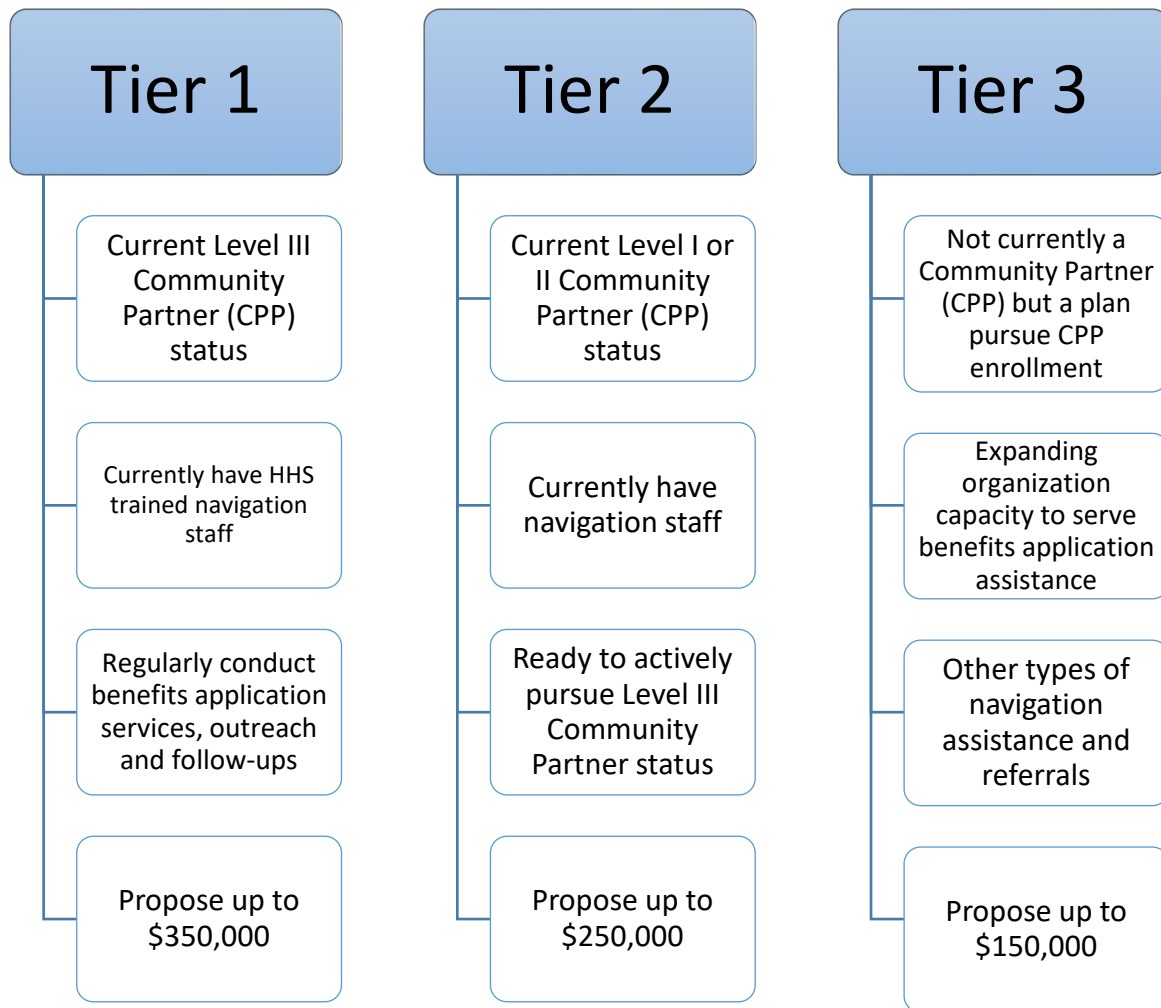 Tier 1
Current Level III
Community
Partner (CPP)
status
Currently have HHS
trained navigation
staff
Regularly conduct
benefits application
services, outreach
and follow-ups
Propose up to
$350,000
Tier 2
Current Level I or
II Community
Partner (CPP)
status
Currently have
navigation staff
Ready to actively
pursue Level III
Community
Partner status
Propose up to
$250,000
Tier 3
Not currently a
Community Partner
(CPP) but a plan
pursue CPP
enrollment
Expanding
organization
capacity to serve
benefits application
assistance
Other types of
navigation
assistance and
referrals
Propose up to
$150,000